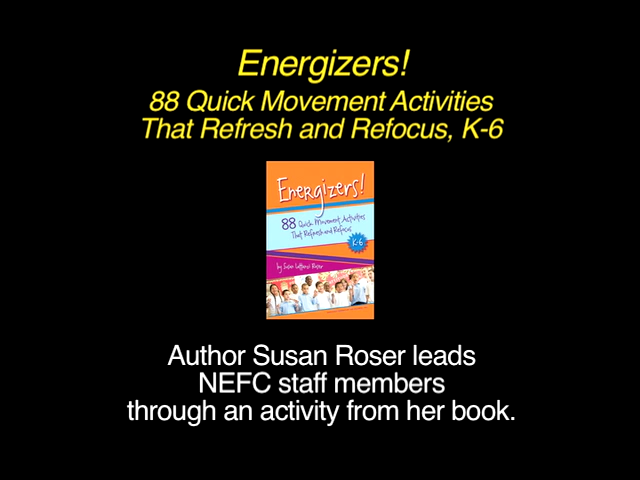 Energizers!
88 Quick Movement Activities
That Refresh and Refocus, K-6
Energizers!
88 Quick Movement Activities
That Refresh and Refocus
K-6
by Susan Lattanzi Roser
Author Susan Roser leads
NEFC staff members
through an activity from her book.